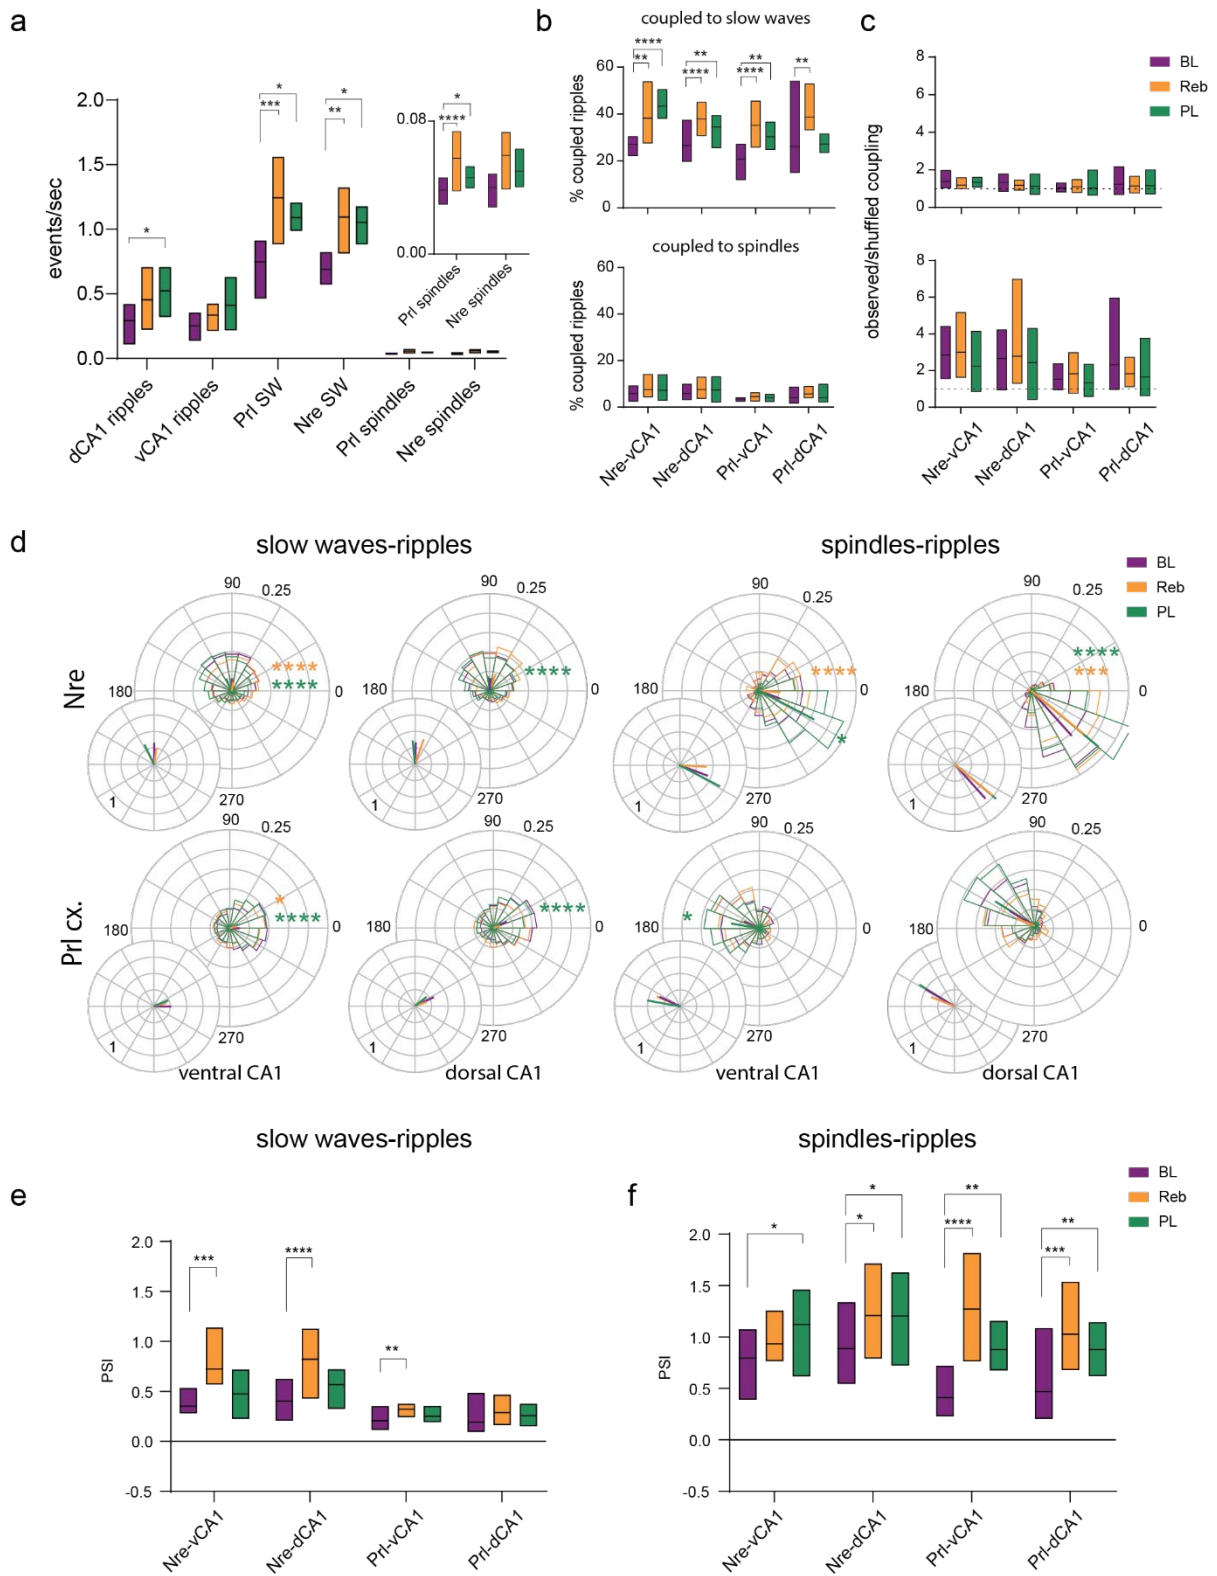 a
events/sec
2.0
1.5
1.0
0.5
0.0
*
*
***
*
**
0.08
0.00
*
****
Prl spindles
Nre spindles
dCA1 ripples
vCA1 ripples
Prl SW
Nre SW
Prl spindles
Nre spindles
b
coupled to slow waves
% coupled ripples
60
40
20
0
****
**
**
****
**
****
**
coupled to spindles
% coupled ripples
60
40
20
0
Nre-vCA1
Nre-dCA1
Prl-vCA1
Prl-dCA1
c
BL
Reb
PL
observed/shuffled coupling
8
6
4
2
0
8
6
4
2
0
Nre-vCA1
Nre-dCA1
Prl-vCA1
Prl-dCA1
d
slow waves-ripples
spindles-ripples
BL
Reb
PL
Nre
90
0.25
180
0
270
1
****
****
90
0.25
180
0
270
1
****
90
0.25
180
0
270
1
****
*
90
0.25
180
0
270
1
****
***
Prl cx.
90
0.25
180
0
270
1
*
****
ventral CA1
90
0.25
180
0
270
1
****
dorsal CA1
90
0.25
180
0
270
1
*
ventral CA1
90
0.25
180
0
270
1
dorsal CA1
e
slow waves-ripples
PSI
2.0
1.5
1.0
0.5
0.0
-0.5
***
****
**
Nre-vCA1
Nre-dCA1
Prl-vCA1
Prl-dCA1
f
spindles-ripples
BL
Reb
PL
PSI
2.0
1.5
1.0
0.5
0.0
-0.5
*
*
*
**
****
**
***
Nre-vCA1
Nre-dCA1
Prl-vCA1
Prl-dCA1